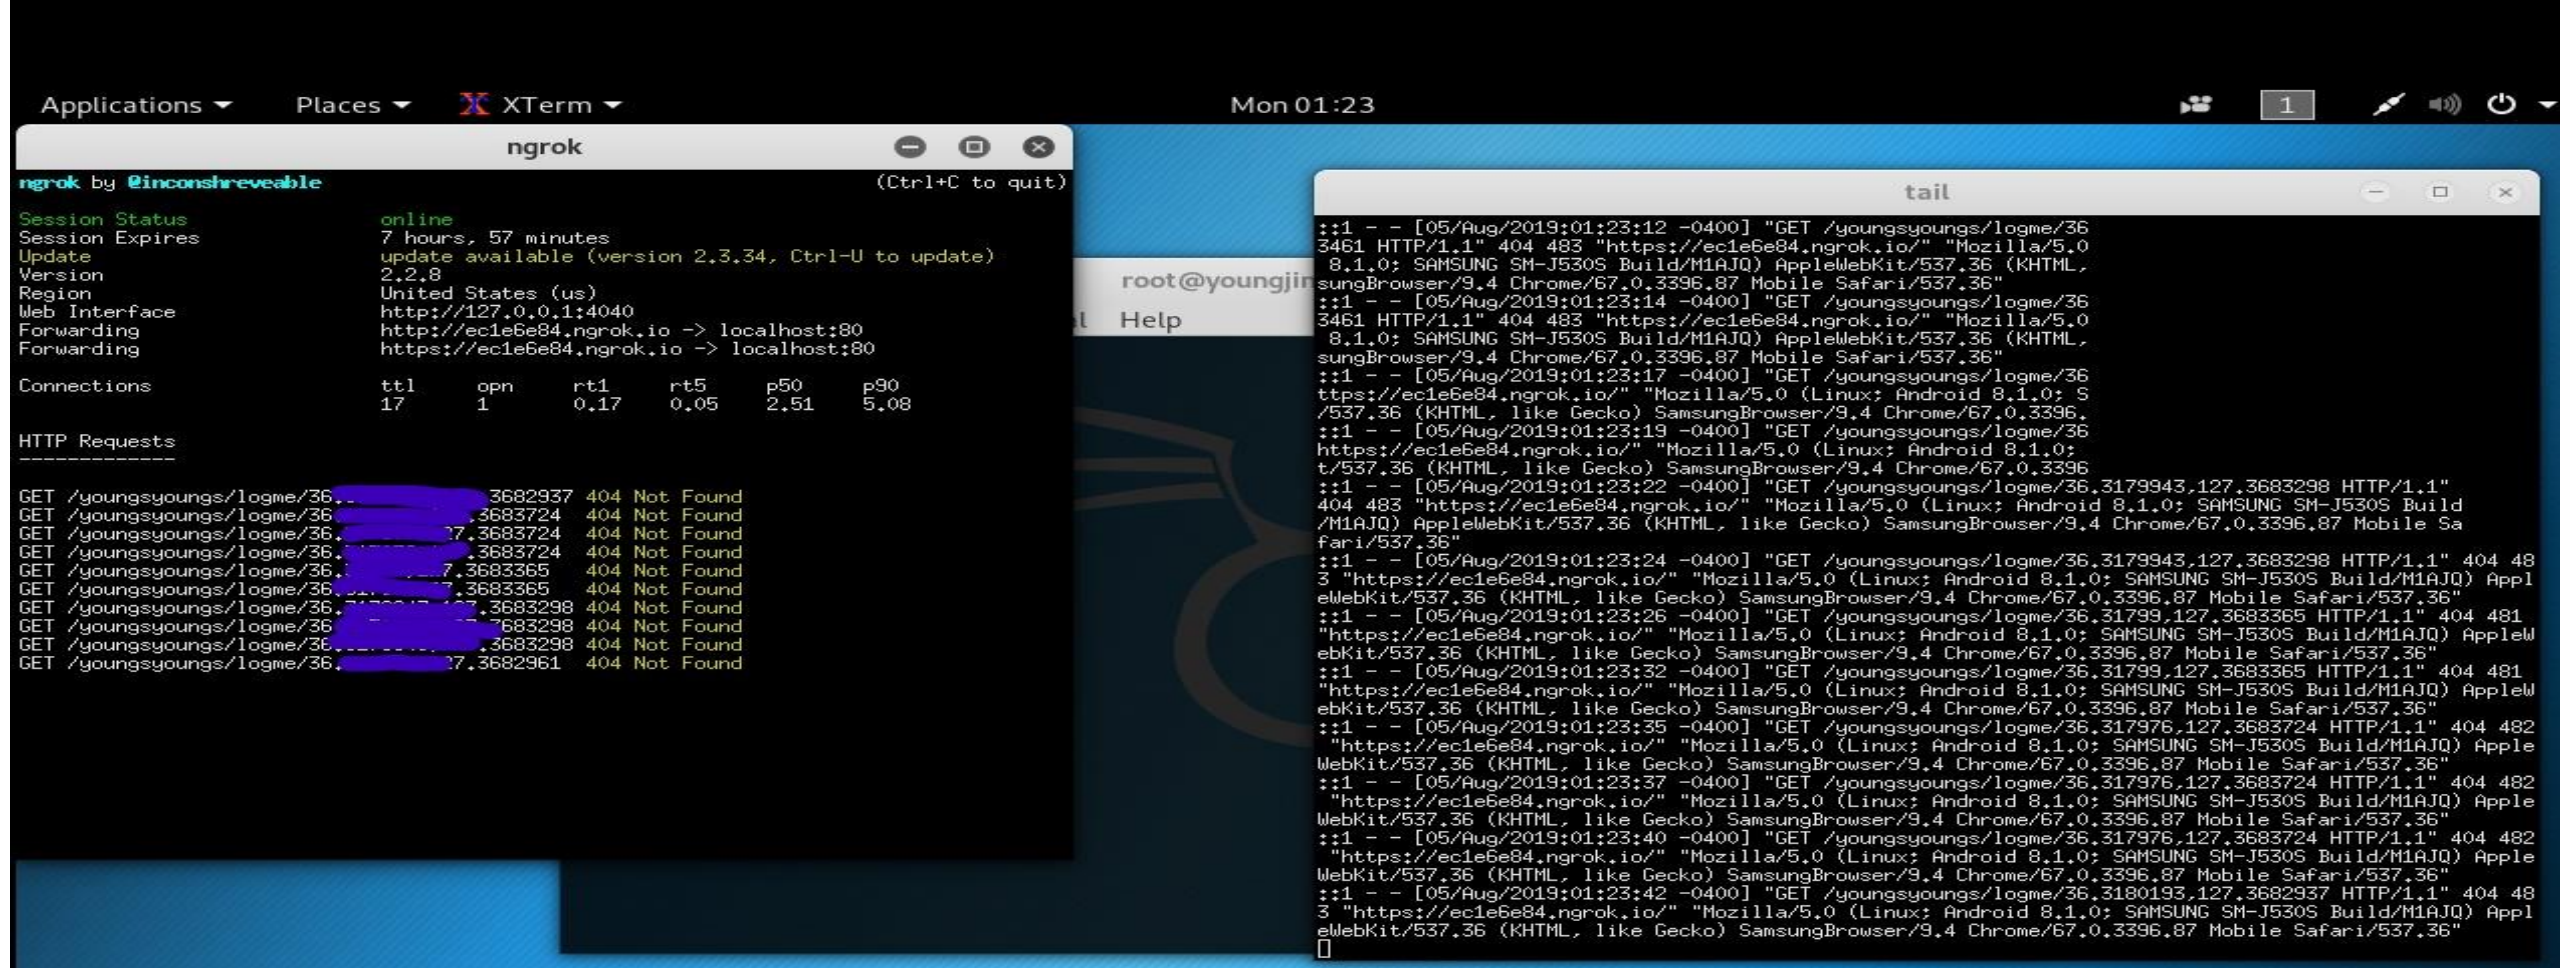 Applications Places XTerm Mon 01:23 1
ngrok
ngrok by @inconshreveable (Ctrl+C to quit)
Session Status online
Session Expires 7 hours, 57 minutes
Update update available (version 2.3.34, Ctrl-U to update)
Version 2.2.8
Region United States (us)
Web Interface http://127.0.0.1:4040
Forwarding http://ec1e6e84.ngrok.io -> localhost:80
Forwarding https://ec1e6e84.ngrok.io -> localhost:80
Connections ttl opn rt1 rt5 p50 p90
17 1 0.17 0.05 2.51 5.08
HTTP Requests
-------------
GET /youngsyoungs/logme/36. .3682937 404 Not Found
GET /youngsyoungs/logme/36 .3683724 404 Not Found
GET /youngsyoungs/logme/36. 7.3683724 404 Not Found
GET /youngsyoungs/logme/36. .3683724 404 Not Found
GET /youngsyoungs/logme/36. 7.3683365 404 Not Found
GET /youngsyoungs/logme/36 .3683365 404 Not Found
GET /youngsyoungs/logme/36. .3683298 404 Not Found
GET /youngsyoungs/logme/36 3683298 404 Not Found
GET /youngsyoungs/logme/36 .3683298 404 Not Found
GET /youngsyoungs/logme/36. 27.3682961 404 Not Found
root@youngjin
Help
tail
::1 - - [05/Aug/2019:01:23:12 -0400] "GET /youngsyoungs/logme/36
3461 HTTP/1.1" 404 483 "https://ec1e6e84.ngrok.io/" "Mozilla/5.0
8.1.0; SAMSUNG SM-J530S Build/M1AJQ) AppleWebKit/537.36 (KHTML,
sungBrowser/9.4 Chrome/67.0.3396.87 Mobile Safari/537.36"
::1 - - [05/Aug/2019:01:23:14 -0400] "GET /youngsyoungs/logme/36
3461 HTTP/1.1" 404 483 "https://ec1e6e84.ngrok.io/" "Mozilla/5.0
8.1.0; SAMSUNG SM-J530S Build/M1AJQ) AppleWebKit/537.36 (KHTML,
sungBrowser/9.4 Chrome/67.0.3396.87 Mobile Safari/537.36"
::1 - - [05/Aug/2019:01:23:17 -0400] "GET /youngsyoungs/logme/36
ttps://ec1e6e84.ngrok.io/" "Mozilla/5.0 (Linux; Android 8.1.0; S
/537.36 (KHTML, like Gecko) SamsungBrowser/9.4 Chrome/67.0.3396.
::1 - - [05/Aug/2019:01:23:19 -0400] "GET /youngsyoungs/logme/36
https://ec1e6e84.ngrok.io/" "Mozilla/5.0 (Linux; Android 8.1.0;
t/537.36 (KHTML, like Gecko) SamsungBrowser/9.4 Chrome/67.0.3396
::1 - - [05/Aug/2019:01:23:22 -0400] "GET /youngsyoungs/logme/36.3179943,127.3683298 HTTP/1.1"
404 483 "https://ec1e6e84.ngrok.io/" "Mozilla/5.0 (Linux; Android 8.1.0; SAMSUNG SM-J530S Build
/M1AJQ) AppleWebKit/537.36 (KHTML, like Gecko) SamsungBrowser/9.4 Chrome/67.0.3396.87 Mobile Sa
fari/537.36"
::1 - - [05/Aug/2019:01:23:24 -0400] "GET /youngsyoungs/logme/36.3179943,127.3683298 HTTP/1.1" 404 48
3 "https://ec1e6e84.ngrok.io/" "Mozilla/5.0 (Linux; Android 8.1.0; SAMSUNG SM-J530S Build/M1AJQ) Appl
eWebKit/537.36 (KHTML, like Gecko) SamsungBrowser/9.4 Chrome/67.0.3396.87 Mobile Safari/537.36"
::1 - - [05/Aug/2019:01:23:26 -0400] "GET /youngsyoungs/logme/36.31799,127.3683365 HTTP/1.1" 404 481
"https://ec1e6e84.ngrok.io/" "Mozilla/5.0 (Linux; Android 8.1.0; SAMSUNG SM-J530S Build/M1AJQ) AppleW
ebKit/537.36 (KHTML, like Gecko) SamsungBrowser/9.4 Chrome/67.0.3396.87 Mobile Safari/537.36"
::1 - - [05/Aug/2019:01:23:32 -0400] "GET /youngsyoungs/logme/36.31799,127.3683365 HTTP/1.1" 404 481
"https://ec1e6e84.ngrok.io/" "Mozilla/5.0 (Linux; Android 8.1.0; SAMSUNG SM-J530S Build/M1AJQ) AppleW
ebKit/537.36 (KHTML, like Gecko) SamsungBrowser/9.4 Chrome/67.0.3396.87 Mobile Safari/537.36"
::1 - - [05/Aug/2019:01:23:35 -0400] "GET /youngsyoungs/logme/36.317976,127.3683724 HTTP/1.1" 404 482
"https://ec1e6e84.ngrok.io/" "Mozilla/5.0 (Linux; Android 8.1.0; SAMSUNG SM-J530S Build/M1AJQ) Apple
WebKit/537.36 (KHTML, like Gecko) SamsungBrowser/9.4 Chrome/67.0.3396.87 Mobile Safari/537.36"
::1 - - [05/Aug/2019:01:23:37 -0400] "GET /youngsyoungs/logme/36.317976,127.3683724 HTTP/1.1" 404 482
"https://ec1e6e84.ngrok.io/" "Mozilla/5.0 (Linux; Android 8.1.0; SAMSUNG SM-J530S Build/M1AJQ) Apple
WebKit/537.36 (KHTML, like Gecko) SamsungBrowser/9.4 Chrome/67.0.3396.87 Mobile Safari/537.36"
::1 - - [05/Aug/2019:01:23:40 -0400] "GET /youngsyoungs/logme/36.317976,127.3683724 HTTP/1.1" 404 482
"https://ec1e6e84.ngrok.io/" "Mozilla/5.0 (Linux; Android 8.1.0; SAMSUNG SM-J530S Build/M1AJQ) Apple
WebKit/537.36 (KHTML, like Gecko) SamsungBrowser/9.4 Chrome/67.0.3396.87 Mobile Safari/537.36"
::1 - - [05/Aug/2019:01:23:42 -0400] "GET /youngsyoungs/logme/36.3180193,127.3682937 HTTP/1.1" 404 48
3 "https://ec1e6e84.ngrok.io/" "Mozilla/5.0 (Linux; Android 8.1.0; SAMSUNG SM-J530S Build/M1AJQ) Appl
eWebKit/537.36 (KHTML, like Gecko) SamsungBrowser/9.4 Chrome/67.0.3396.87 Mobile Safari/537.36"